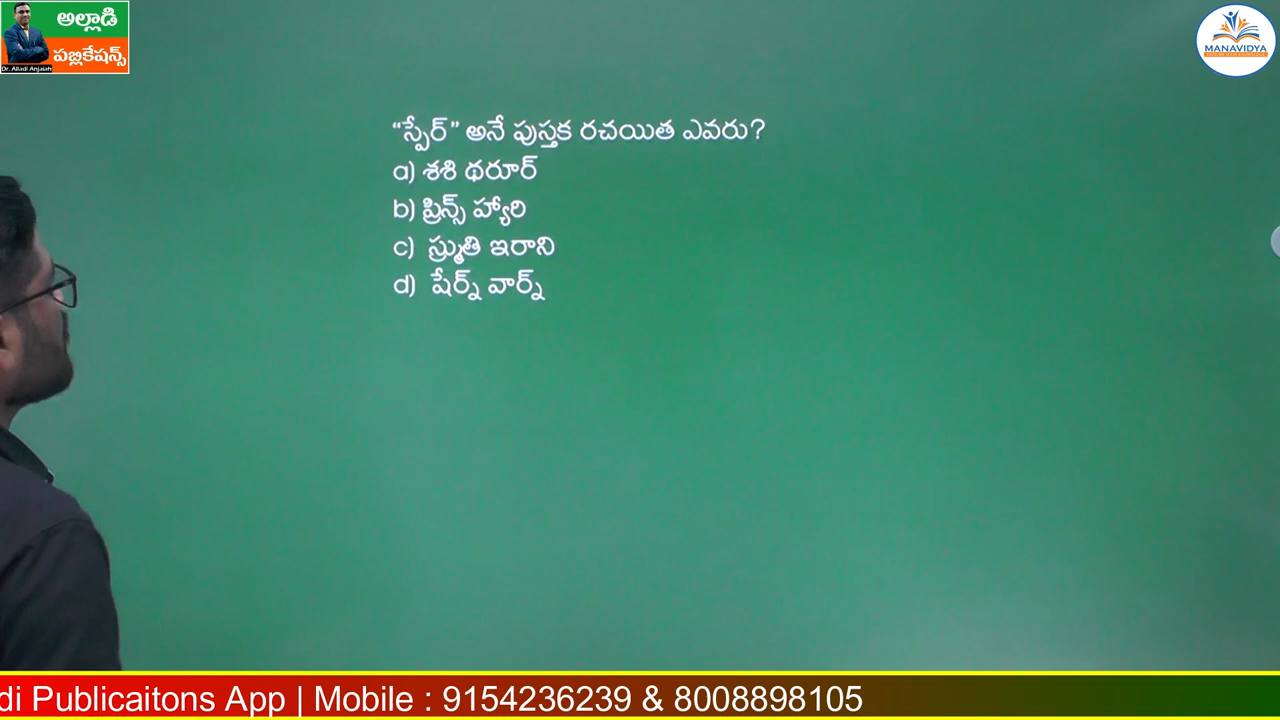 అల్లాడి
పబ్లికేషన్స్
Dr. Alladi Anjaiah
MANAVIDYA
“స్పేర్” అనే పుస్తక రచయిత ఎవరు?
a) శశి థరూర్
b) ప్రిన్స్ హ్యారి
c) స్మ్రుతి ఇరాని
d) షేర్న్ వార్న్
di Publicaitons App | Mobile : 9154236239 & 8008898105